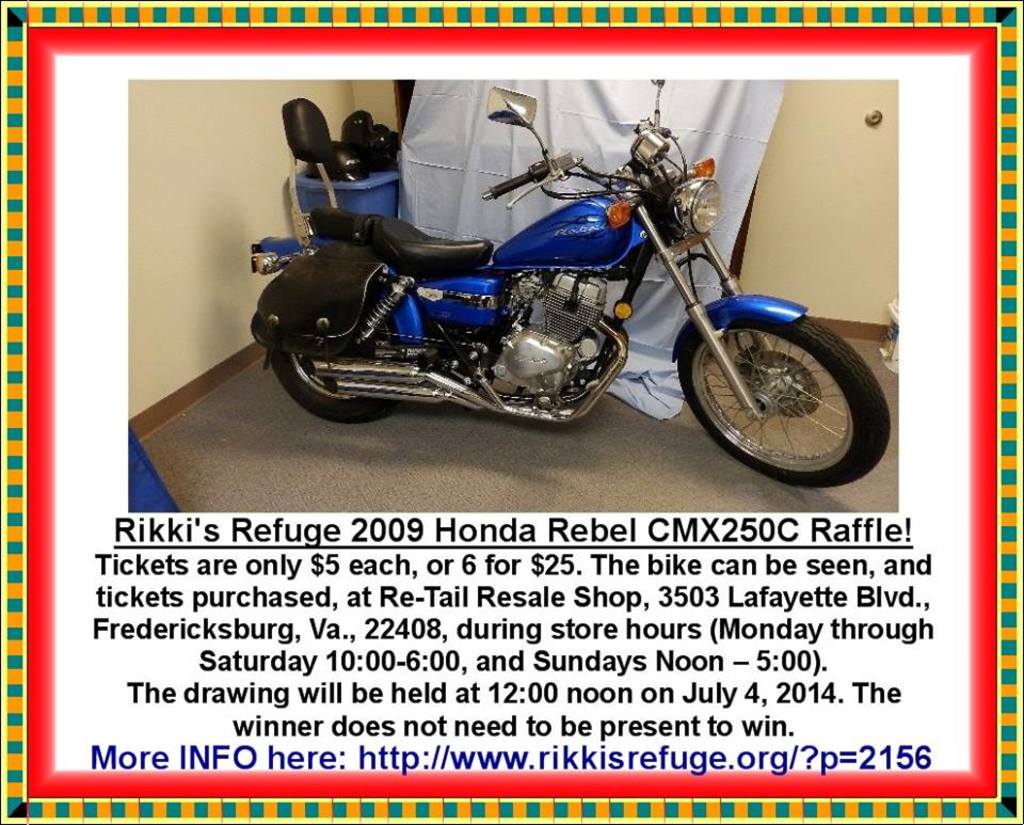 Rebel
Rikki's Refuge 2009 Honda Rebel CMX250C Raffle!
Tickets are only $5 each, or 6 for $25. The bike can be seen, and
tickets purchased, at Re-Tail Resale Shop, 3503 Lafayette Blvd.,
Fredericksburg, Va., 22408, during store hours (Monday through
Saturday 10:00-6:00, and Sundays Noon – 5:00).
The drawing will be held at 12:00 noon on July 4, 2014. The
winner does not need to be present to win.
More INFO here: http://www.rikkisrefuge.org/?p=2156